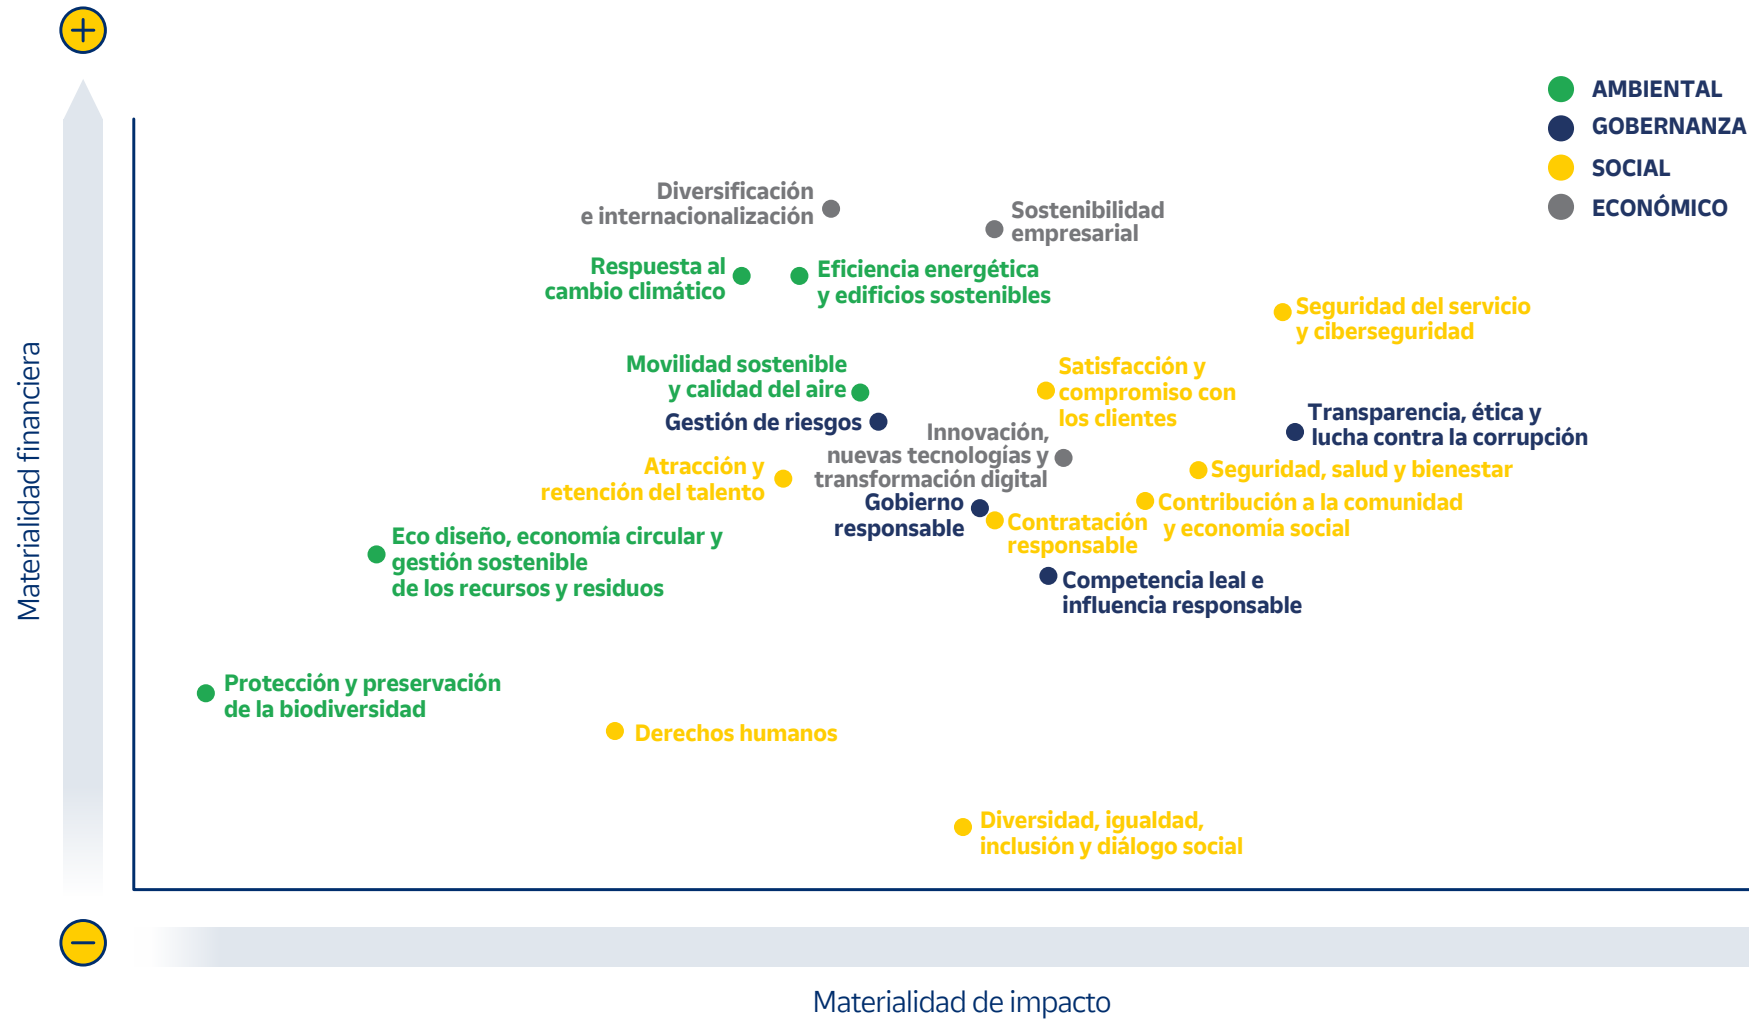 AMBIENTAL
GOBERNANZA
SOCIAL
ECONÓMICO
Materialidad financiera
Diversificación
e internacionalización
Sostenibilidad
empresarial
Respuesta al
cambio climático
Eficiencia energética
y edificios sostenibles
Seguridad del servicio
y ciberseguridad
Movilidad sostenible
y calidad del aire
Satisfacción y
compromiso con
los clientes
Gestión de riesgos
Transparencia, ética y
lucha contra la corrupción
Innovación,
nuevas tecnologías y
transformación digital
Atracción y
retención del talento
Seguridad, salud y bienestar
Gobierno
responsable
Contribución a la comunidad
y economía social
Contratación
responsable
Eco diseño, economía circular y
gestión sostenible
de los recursos y residuos
Competencia leal e
influencia responsable
Protección y preservación
de la biodiversidad
Derechos humanos
Diversidad, igualdad,
inclusión y diálogo social
Materialidad de impacto